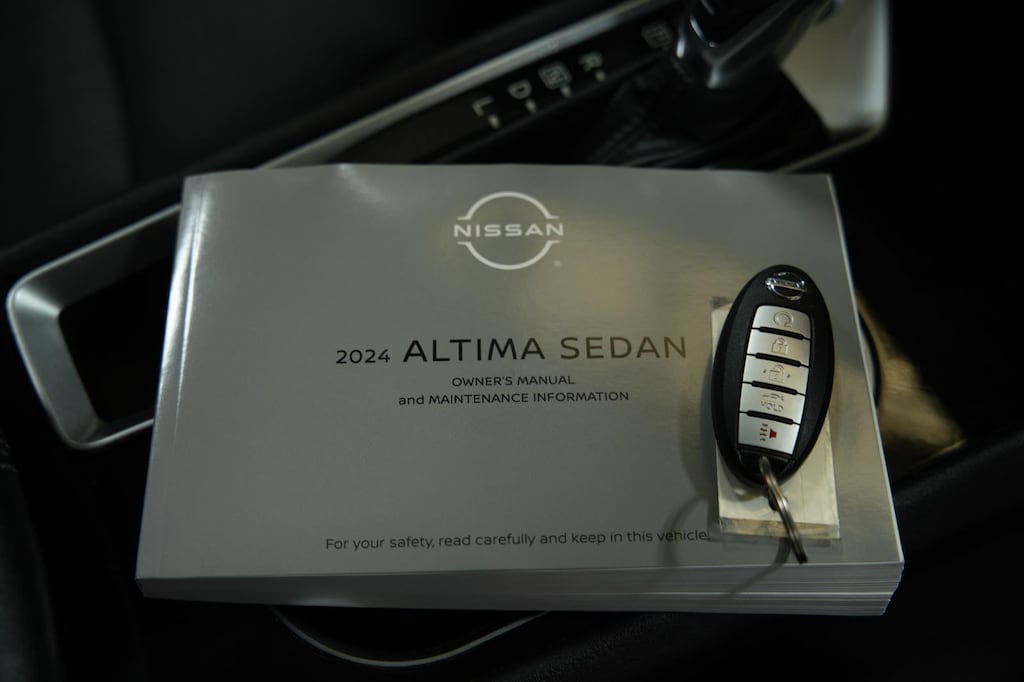 R
N
D
L
NISSAN
2024 ALTIMA SEDAN
OWNER'S MANUAL
and MAINTENANCE INFORMATION
For your safety, read carefully and keep in this vehicle.